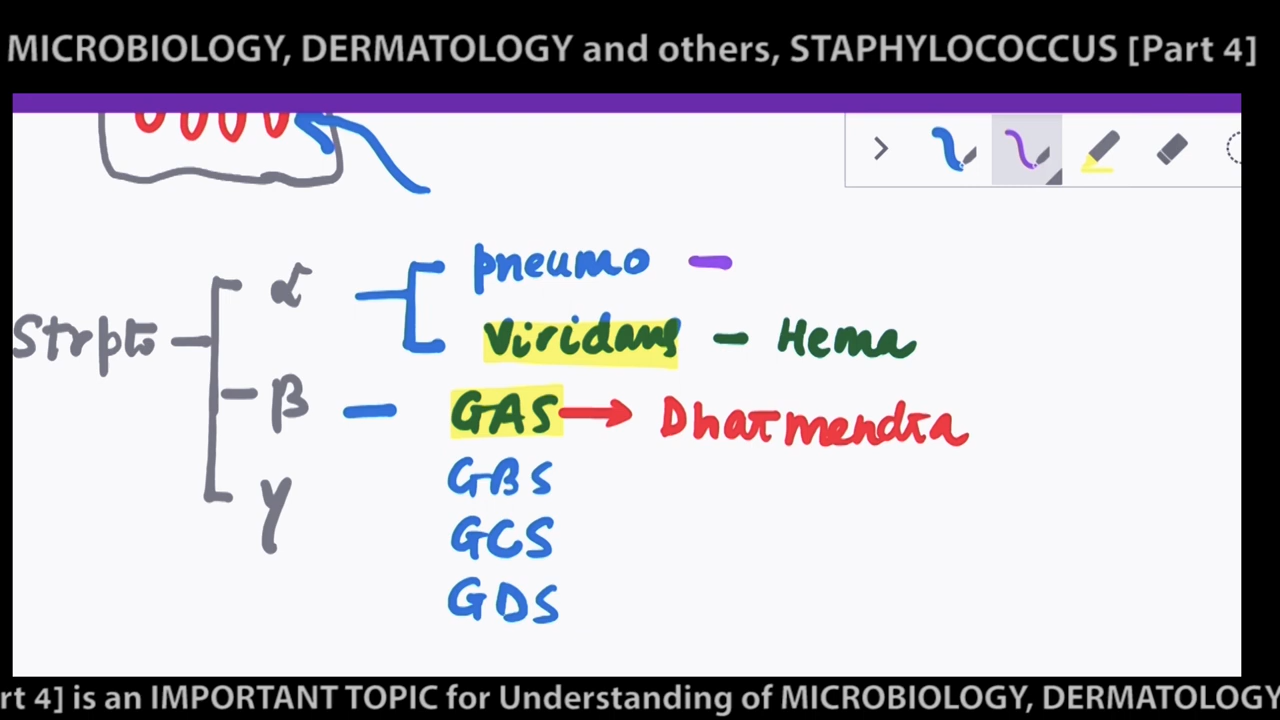 MICROBIOLOGY, DERMATOLOGY and others, STAPHYLOCOCCUS [Part 4]
α pneumo -
Strpto Viridans - Hema
β - GAS → Dharmendra
GBS
γ
GCS
GDS
rt 4] is an IMPORTANT TOPIC for Understanding of MICROBIOLOGY, DERMATOLOGY